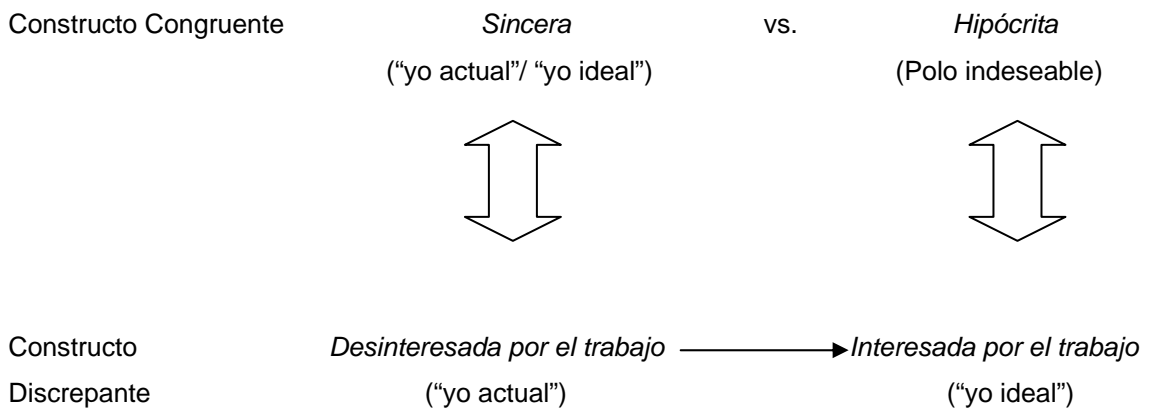 Constructo Congruente Sincera vs. Hipócrita
(“yo actual”/ “yo ideal”) (Polo indeseable)
Constructo Desinteresada por el trabajo Interesada por el trabajo
Discrepante (“yo actual”) (“yo ideal”)